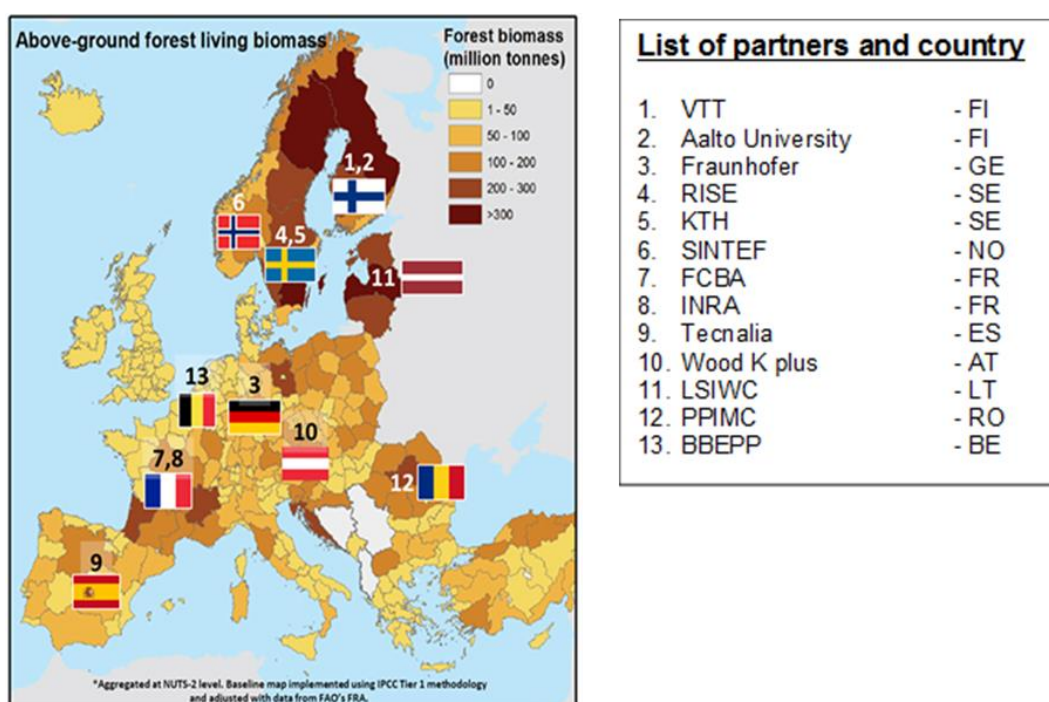 Above-ground forest living biomass
Forest biomass
(million tonnes)
0
1 - 50
50 - 100
100 - 200
200 - 300
>300
1,2
6
4,5
11
13
3
10
7,8
12
9
*Aggregated at NUTS-2 level. Baseline map implemented using IPCC Tier 1 methodology
and adjusted with data from FAO's FRA.
List of partners and country
1. VTT - FI
2. Aalto University - FI
3. Fraunhofer - GE
4. RISE - SE
5. KTH - SE
6. SINTEF - NO
7. FCBA - FR
8. INRA - FR
9. Tecnalia - ES
10. Wood K plus - AT
11. LSIWC - LT
12. PPIMC - RO
13. BBEPP - BE